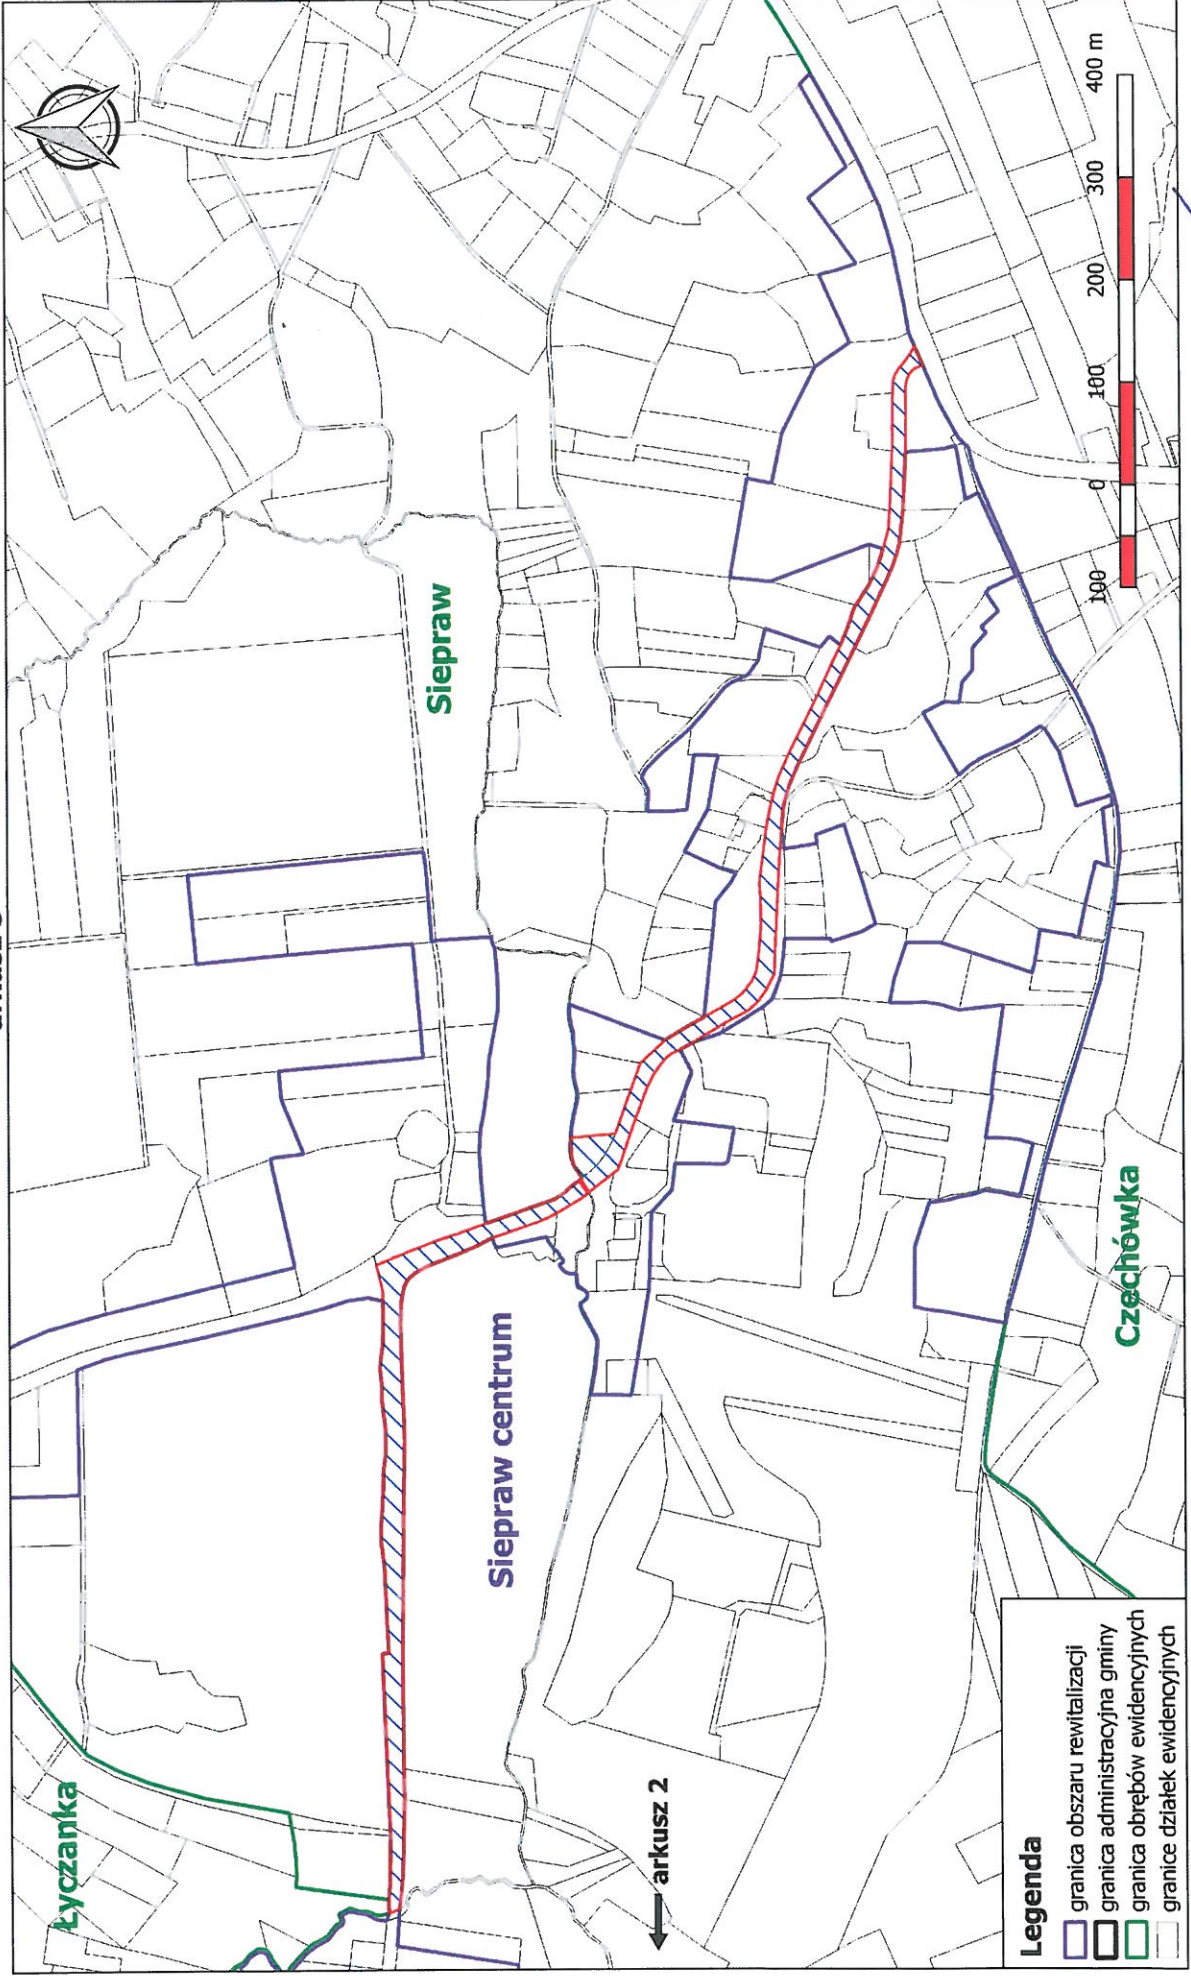 Łyczanka
Siepraw
Siepraw centrum
Czechówka
← arkusz 2
100 0 100 200 300 400 m
Legenda
granica obszaru rewitalizacji
granica administracyjna gminy
granica obrębów ewidencyjnych
granice działek ewidencyjnych